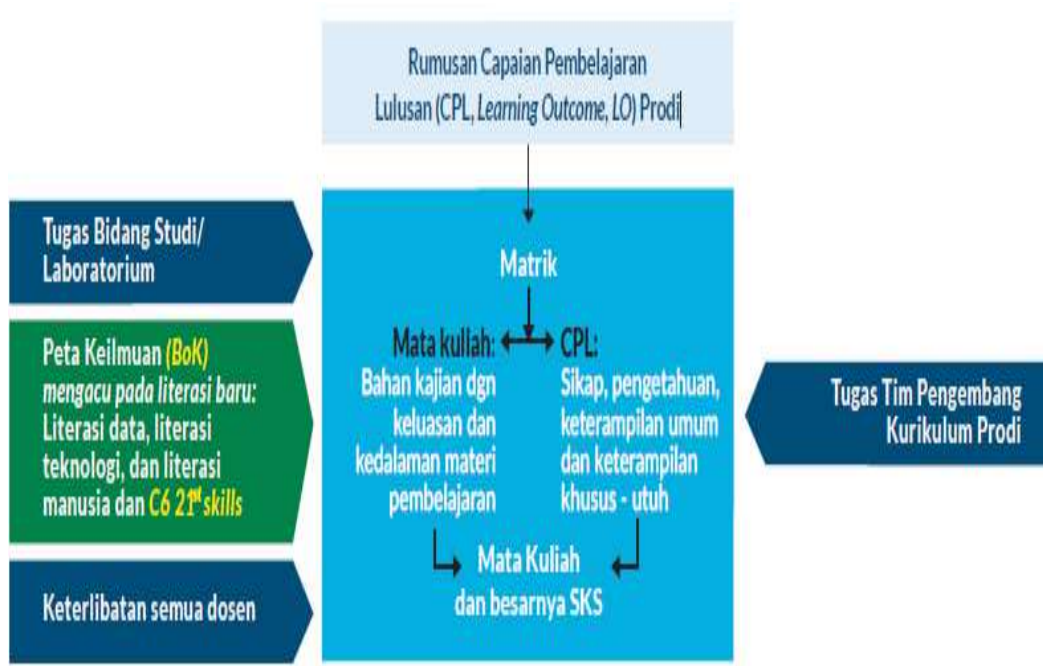 Rumusan Capaian Pembelajaran
Lulusan (CPL, Learning Outcome, LO) Prodi
Tugas Bidang Studi/
Laboratorium
Peta Keilmuan (BoK)
mengacu pada literasi baru:
Literasi data, literasi
teknologi, dan literasi
manusia dan C6 21st skills
Keterlibatan semua dosen
Matrik
Mata kuliah:
Bahan kajian dgn
keluasan dan
kedalaman materi
pembelajaran
CPL:
Sikap, pengetahuan,
keterampilan umum
dan keterampilan
khusus - utuh
Mata Kuliah
dan besarnya SKS
Tugas Tim Pengembang
Kurikulum Prodi